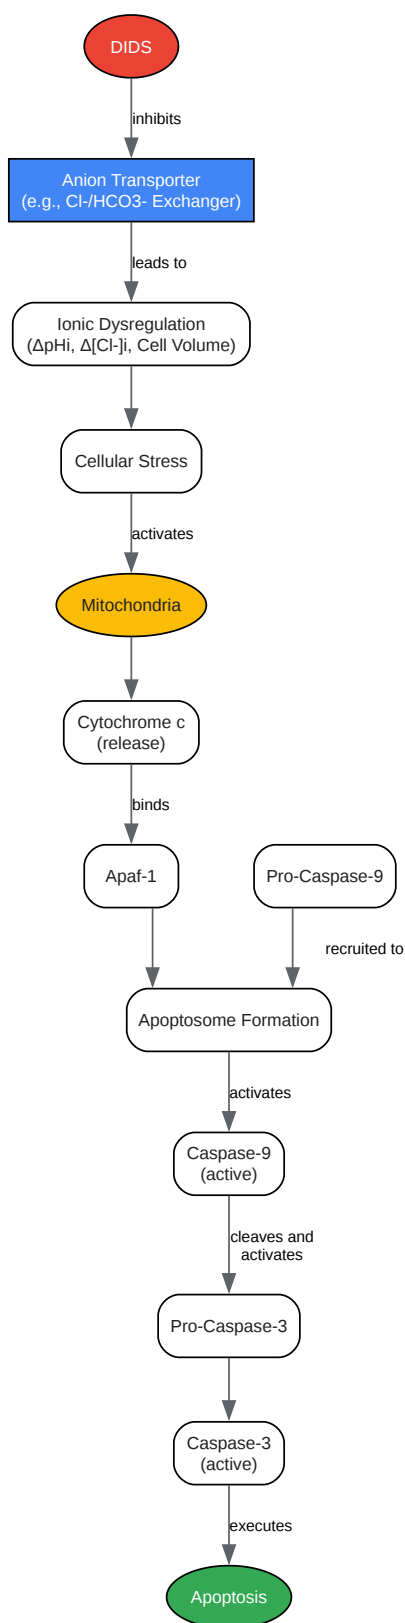 DIDS
inhibits
Anion Transporter
(e.g., Cl-/HCO3- Exchanger)
leads to
Ionic Dysregulation
(ΔpHi, Δ[Cl-]i, Cell Volume)
Cellular Stress
activates
Mitochondria
Cytochrome c
(release)
binds
Apaf-1
Pro-Caspase-9
recruited to
Apoptosome Formation
activates
Caspase-9
(active)
cleaves and
activates
Pro-Caspase-3
Caspase-3
(active)
executes
Apoptosis